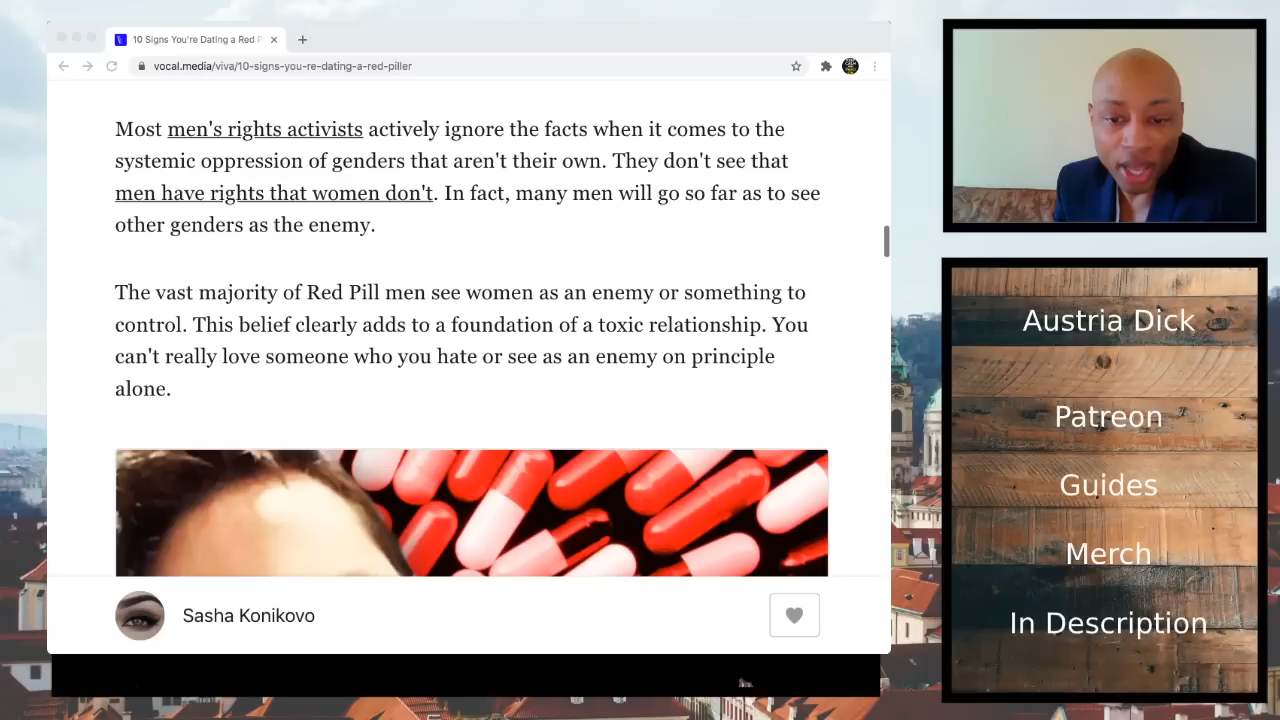 10 Signs You're Dating a Red P
vocal.media/viva/10-signs-you-re-dating-a-red-piller
Most men's rights activists actively ignore the facts when it comes to the
systemic oppression of genders that aren't their own. They don't see that
men have rights that women don't. In fact, many men will go so far as to see
other genders as the enemy.
The vast majority of Red Pill men see women as an enemy or something to
control. This belief clearly adds to a foundation of a toxic relationship. You
can't really love someone who you hate or see as an enemy on principle
alone.
Sasha Konikovo
Austria Dick
Patreon
Guides
Merch
In Description